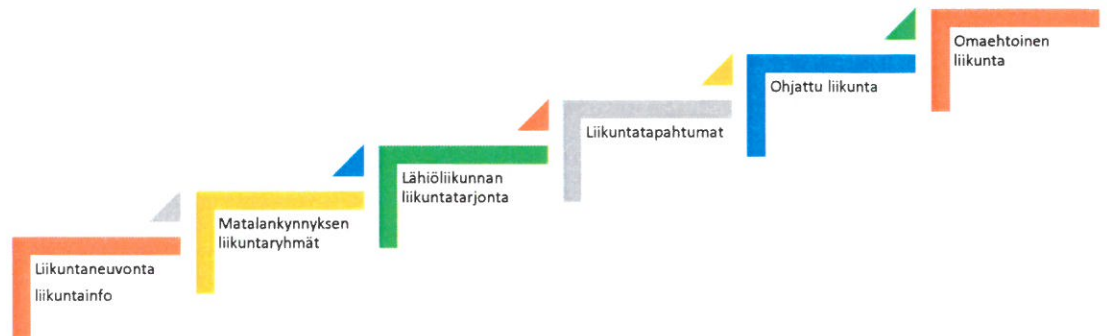 Liikuntaneuvonta
liikuntainfo
Matalankynnyksen
liikuntaryhmät
Lähiöliikunnan
liikuntatarjonta
Liikuntatapahtumat
Ohjattu liikunta
Omaehtoinen
liikunta